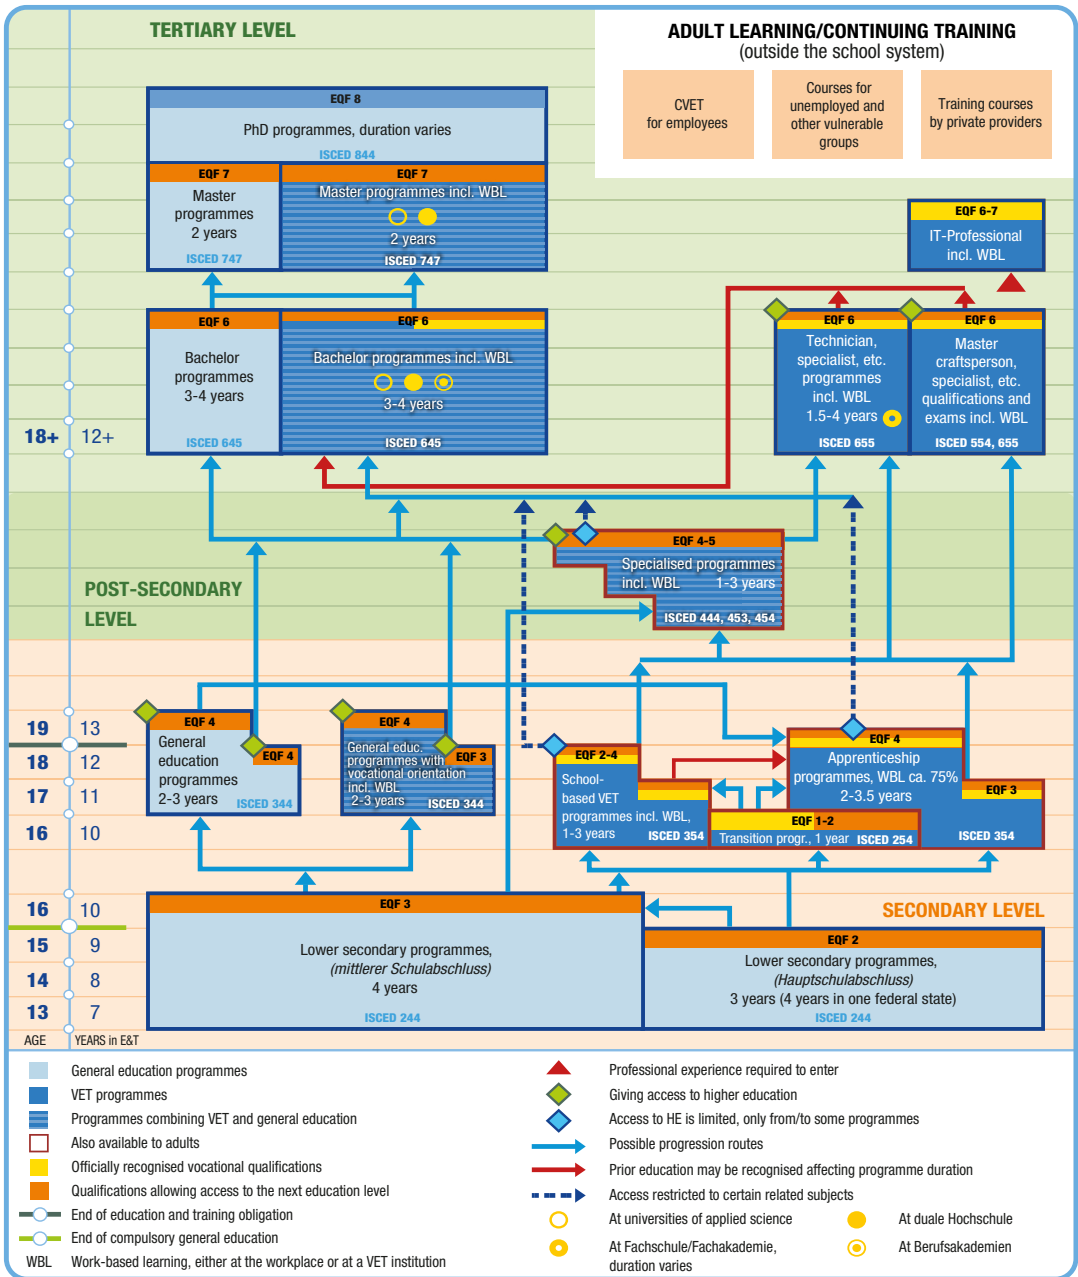 TERTIARY LEVEL
ADULT LEARNING/CONTINUING TRAINING
(outside the school system)
CVET
for employees
Courses for
unemployed and
other vulnerable
groups
Training courses
by private providers
EQF 8
PhD programmes, duration varies
ISCED 844
EQF 7
Master
programmes
2 years
ISCED 747
EQF 7
Master programmes incl. WBL
2 years
ISCED 747
EQF 6-7
IT-Professional
incl. WBL
EQF 6
Bachelor
programmes
3-4 years
ISCED 645
EQF 6
Bachelor programmes incl. WBL
3-4 years
ISCED 645
EQF 6
Technician,
specialist, etc.
programmes
incl. WBL
1.5-4 years
ISCED 655
EQF 6
Master
craftsperson,
specialist, etc.
qualifications and
exams incl. WBL
ISCED 554, 655
18+ 12+
POST-SECONDARY
LEVEL
EQF 4-5
Specialised programmes
incl. WBL 1-3 years
ISCED 444, 453, 454
19 13
18 12
17 11
16 10
EQF 4
General
education
programmes
2-3 years
EQF 4
ISCED 344
EQF 4
General educ.
programmes with
vocational orientation
incl. WBL
2-3 years
EQF 3
ISCED 344
EQF 2-4
School-
based VET
programmes incl. WBL,
1-3 years
ISCED 354
EQF 1-2
Transition progr., 1 year ISCED 254
EQF 4
Apprenticeship
programmes, WBL ca. 75%
2-3.5 years
EQF 3
ISCED 354
SECONDARY LEVEL
16 10
15 9
14 8
13 7
AGE YEARS in E&T
EQF 3
Lower secondary programmes,
(mittlerer Schulabschluss)
4 years
ISCED 244
EQF 2
Lower secondary programmes,
(Hauptschulabschluss)
3 years (4 years in one federal state)
ISCED 244
General education programmes
VET programmes
Programmes combining VET and general education
Also available to adults
Officially recognised vocational qualifications
Qualifications allowing access to the next education level
End of education and training obligation
End of compulsory general education
WBL Work-based learning, either at the workplace or at a VET institution
Professional experience required to enter
Giving access to higher education
Access to HE is limited, only from/to some programmes
Possible progression routes
Prior education may be recognised affecting programme duration
Access restricted to certain related subjects
At universities of applied science
At duale Hochschule
At Fachschule/Fachakademie,
duration varies
At Berufsakademien